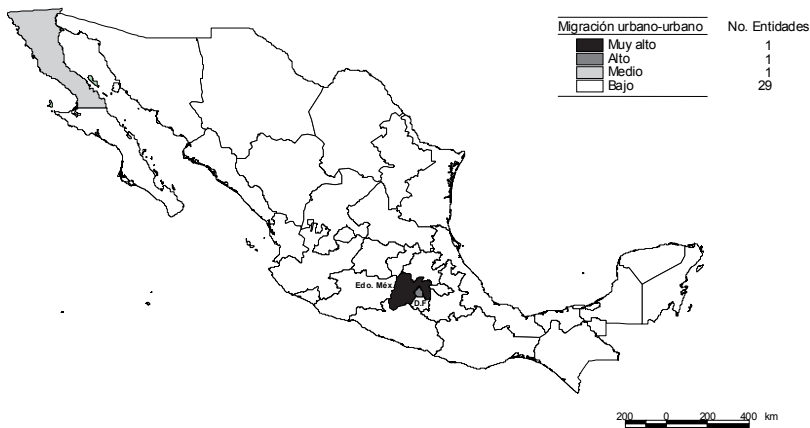 Migración urbano-urbano No. Entidades
Muy alto 1
Alto 1
Medio 1
Bajo 29
Edo. Méx.
D.F
200 0 200 400 km